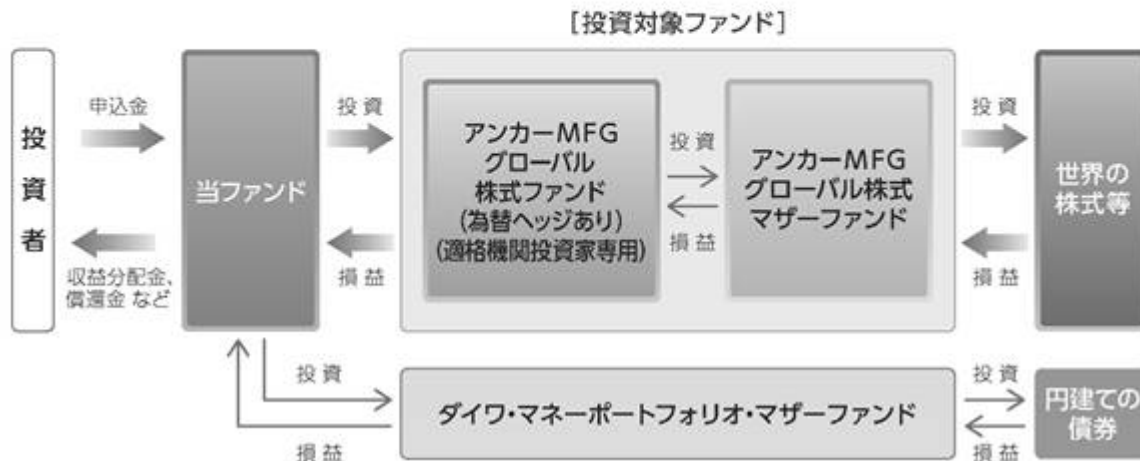 [投資対象ファンド]
投資者
申込金
収益分配金、
償還金 など
当ファンド
投資
損益
アンカーMFG
グローバル
株式ファンド
(為替ヘッジあり)
(適格機関投資家専用)
投資
損益
アンカーMFG
グローバル株式
マザーファンド
投資
損益
世界の
株式等
投資
損益
ダイワ・マネーポートフォリオ・マザーファンド
投資
損益
円建ての
債券